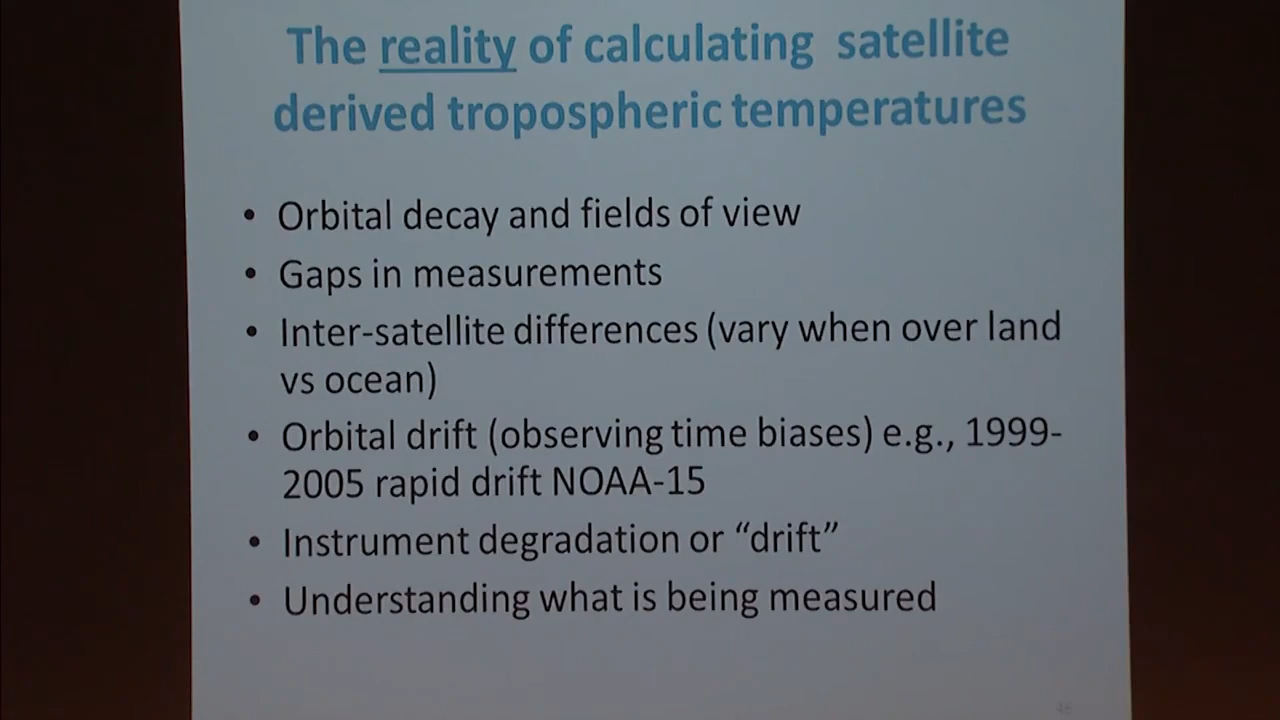 The reality of calculating satellite
derived tropospheric temperatures
• Orbital decay and fields of view
• Gaps in measurements
• Inter-satellite differences (vary when over land
vs ocean)
• Orbital drift (observing time biases) e.g., 1999-
2005 rapid drift NOAA-15
• Instrument degradation or “drift”
• Understanding what is being measured